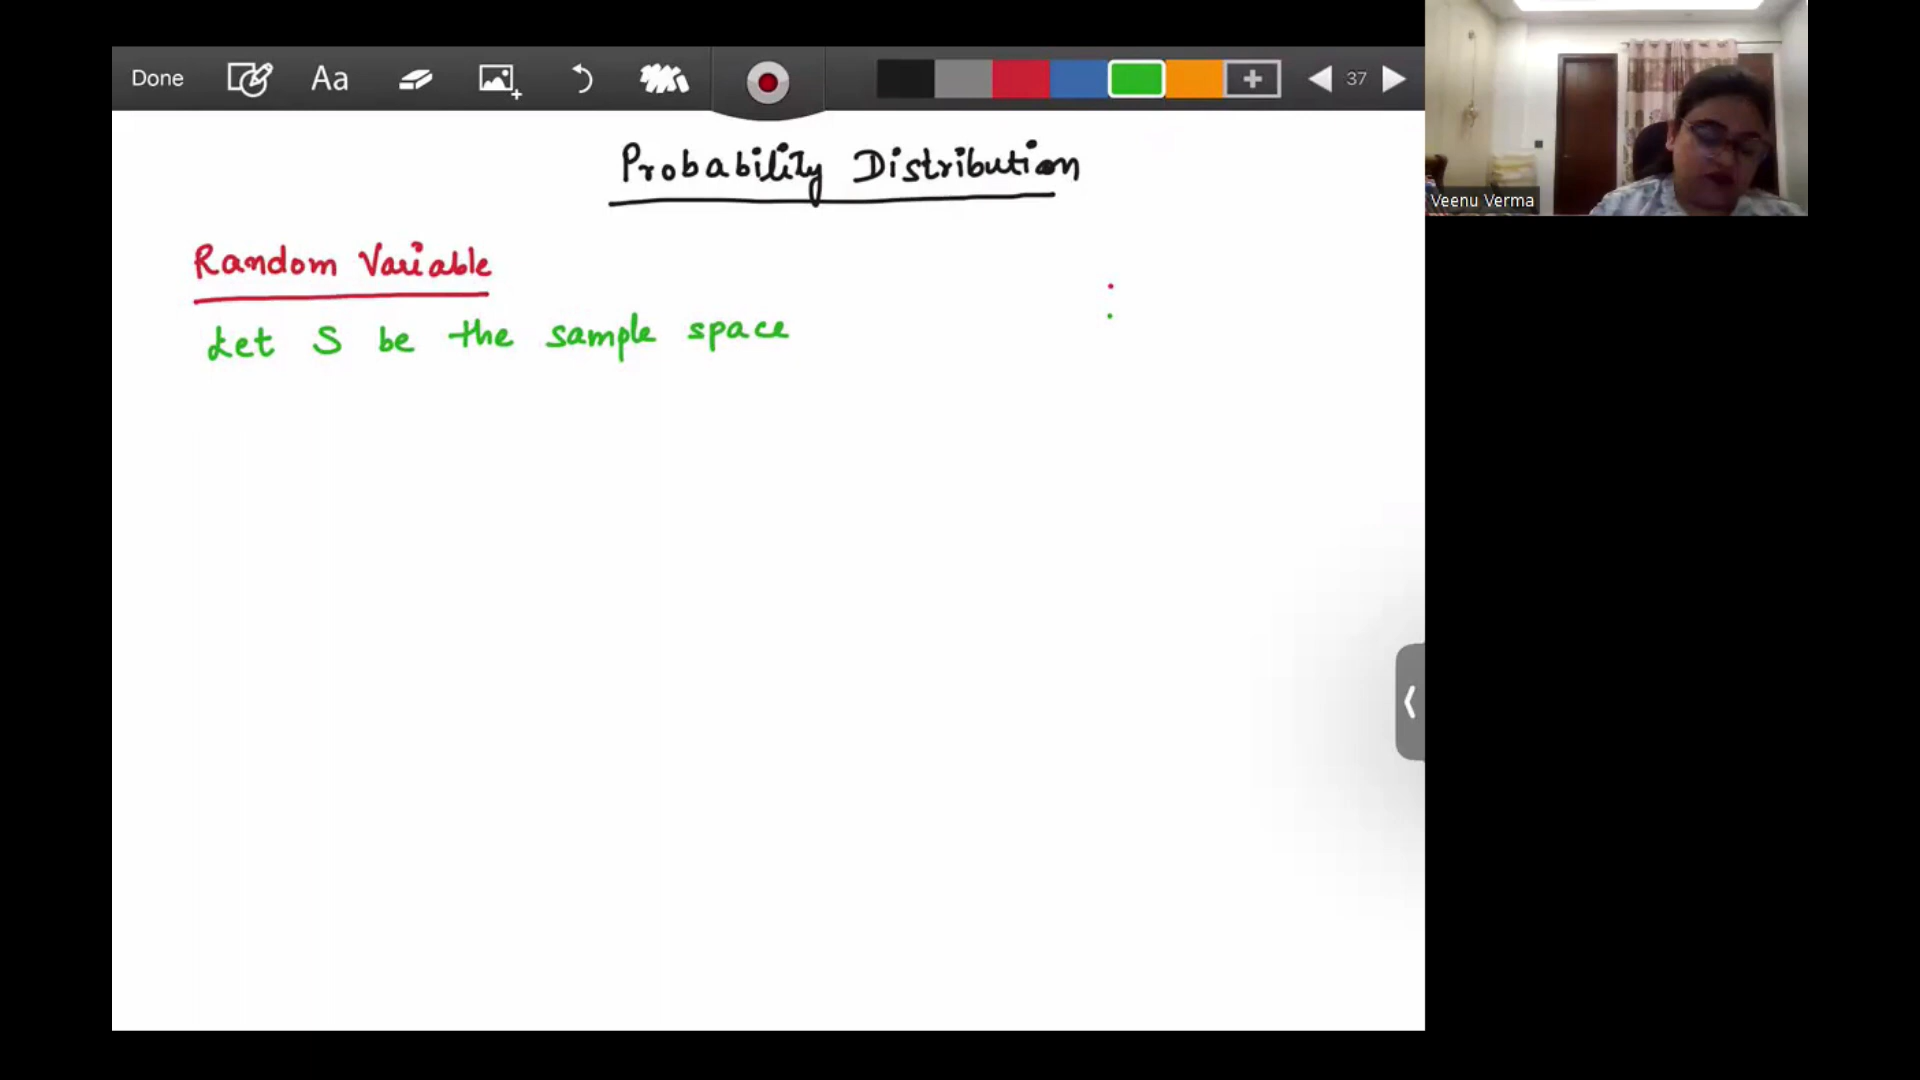 Done Aa 37
Veenu Verma
Probability Distribution
Random Variable
Let S be the sample space